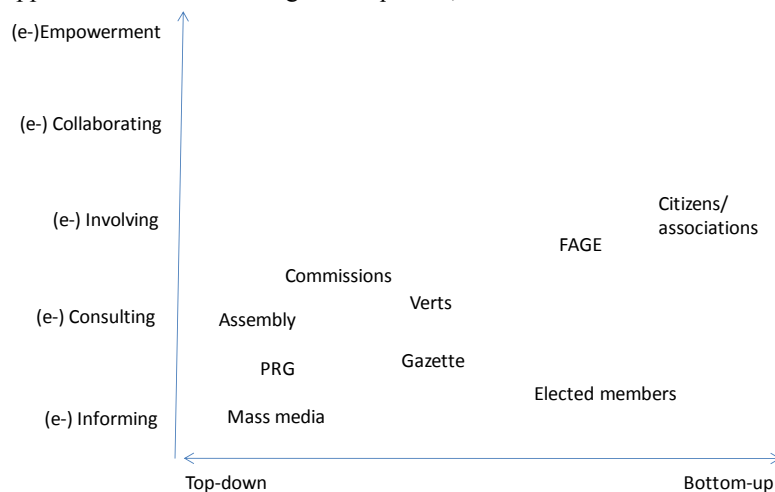 (e-)Empowerment
(e-) Collaborating
(e-) Involving
Citizens/
associations
FAGE
Commissions
Verts
(e-) Consulting
Assembly
Gazette
PRG
Elected members
(e-) Informing
Mass media
Top-down
Bottom-up